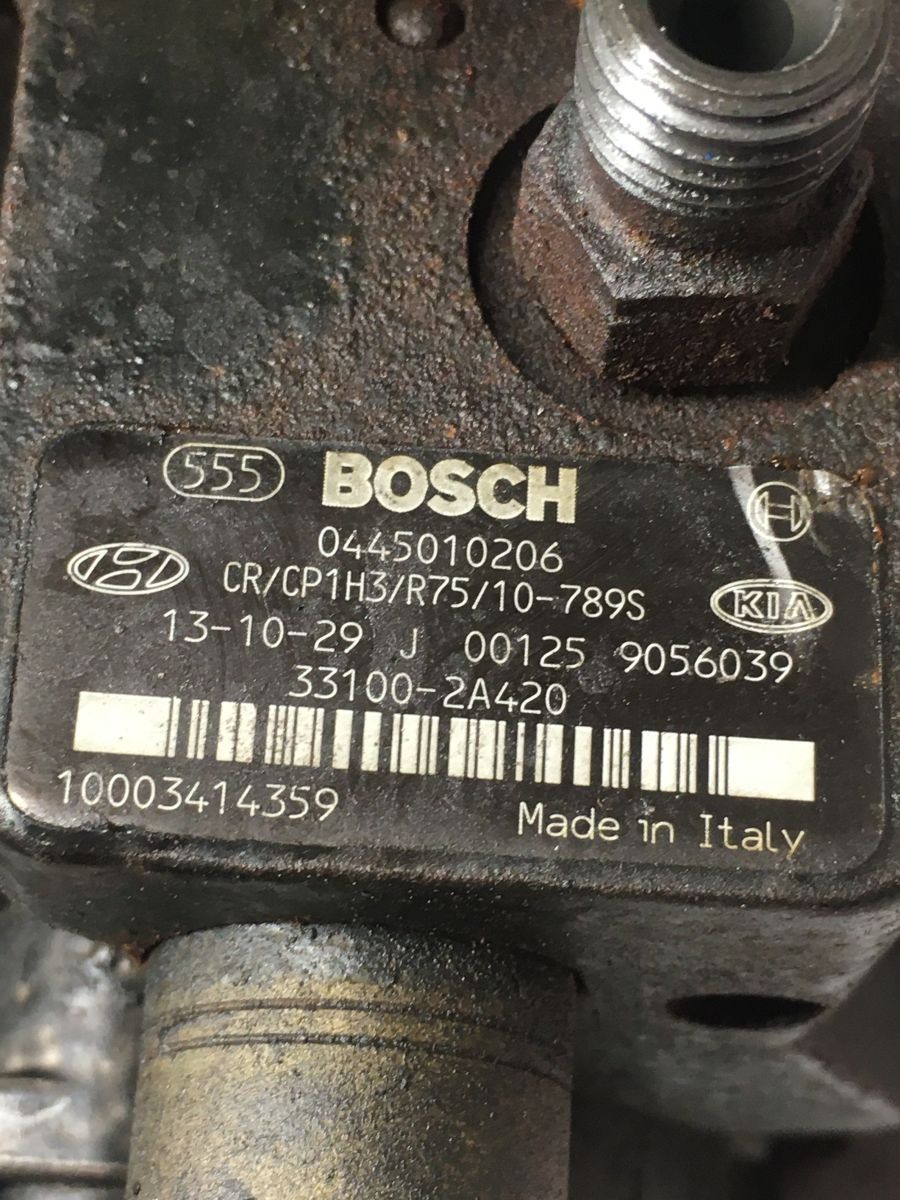 555 BOSCH
0445010206
CR/CP1H3/R75/10-789S
KIA
13-10-29 J 00125 9056039
33100-2A420
10003414359
Made in Italy